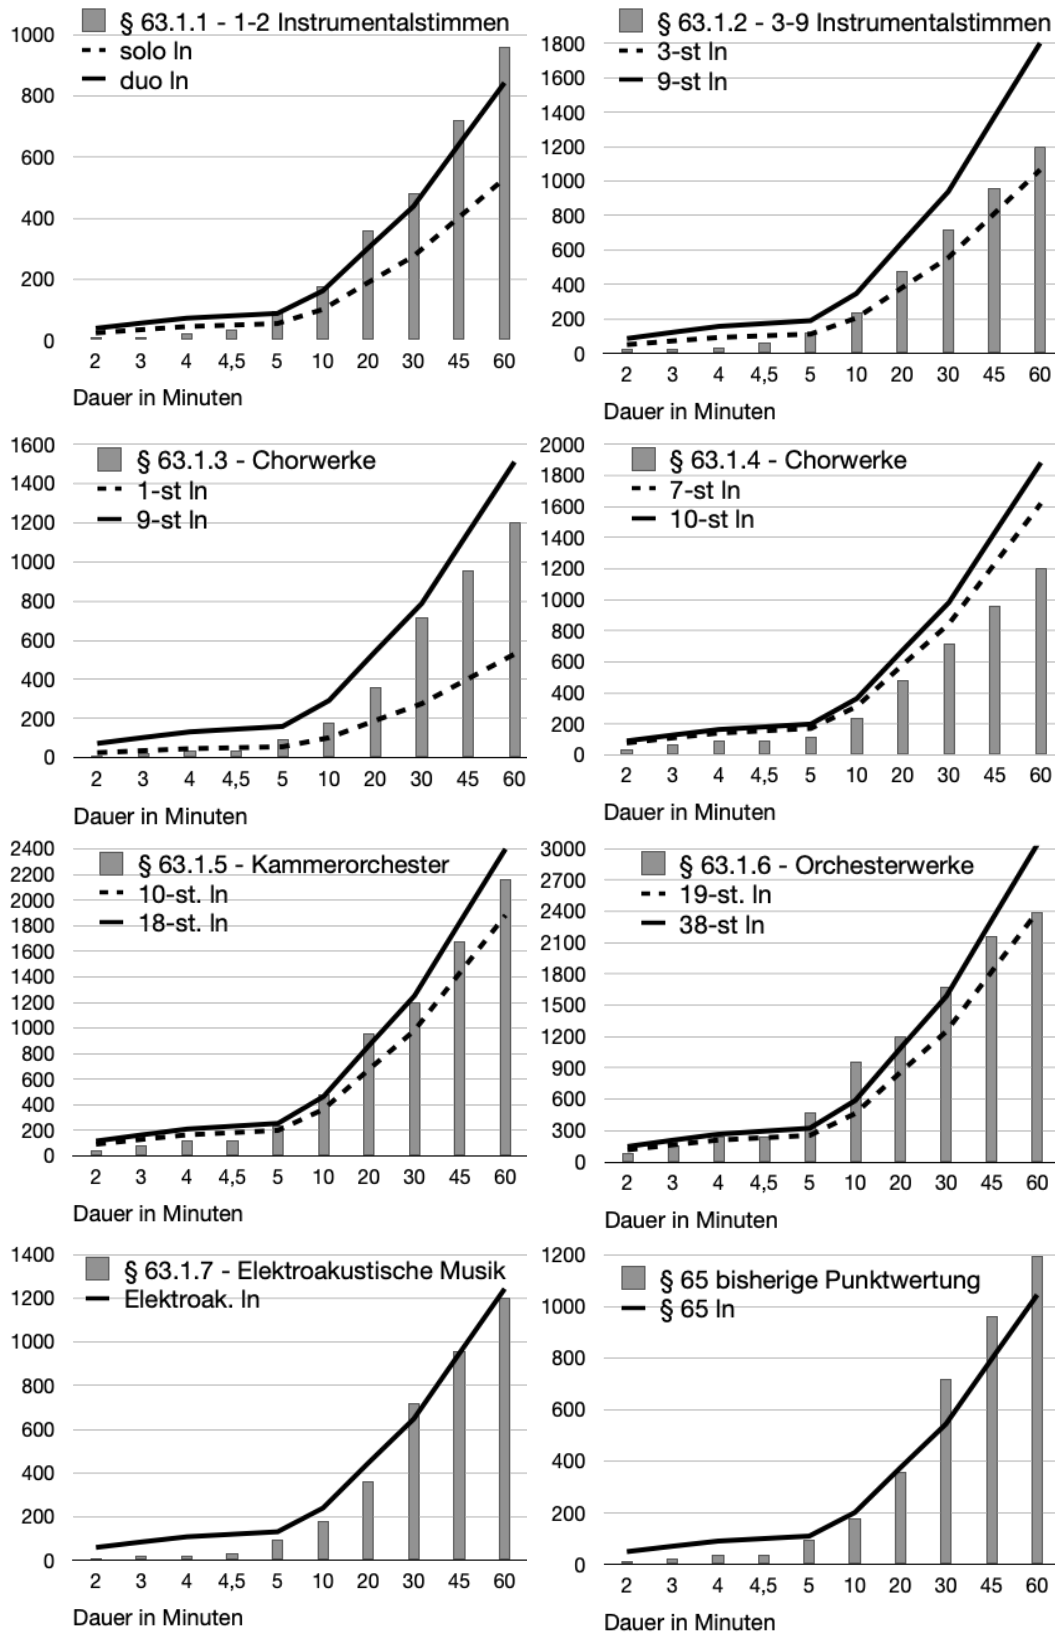 § 63.1.1 - 1-2 Instrumentalstimmen
solo ln
duo ln
1000
800
600
400
200
0
2 3 4 4,5 5 10 20 30 45 60
Dauer in Minuten
§ 63.1.2 - 3-9 Instrumentalstimmen
3-st ln
9-st ln
1800
1600
1400
1200
1000
800
600
400
200
0
2 3 4 4,5 5 10 20 30 45 60
Dauer in Minuten
§ 63.1.3 - Chorwerke
1-st ln
9-st ln
1600
1400
1200
1000
800
600
400
200
0
2 3 4 4,5 5 10 20 30 45 60
Dauer in Minuten
§ 63.1.4 - Chorwerke
7-st ln
10-st ln
2000
1800
1600
1400
1200
1000
800
600
400
200
0
2 3 4 4,5 5 10 20 30 45 60
Dauer in Minuten
§ 63.1.5 - Kammerorchester
10-st. ln
18-st. ln
2400
2200
2000
1800
1600
1400
1200
1000
800
600
400
200
0
2 3 4 4,5 5 10 20 30 45 60
Dauer in Minuten
§ 63.1.6 - Orchesterwerke
19-st. ln
38-st ln
3000
2700
2400
2100
1800
1500
1200
900
600
300
0
2 3 4 4,5 5 10 20 30 45 60
Dauer in Minuten
§ 63.1.7 - Elektroakustische Musik
Elektroak. ln
1400
1200
1000
800
600
400
200
0
2 3 4 4,5 5 10 20 30 45 60
Dauer in Minuten
§ 65 bisherige Punktwertung
§ 65 ln
1200
1000
800
600
400
200
0
2 3 4 4,5 5 10 20 30 45 60
Dauer in Minuten